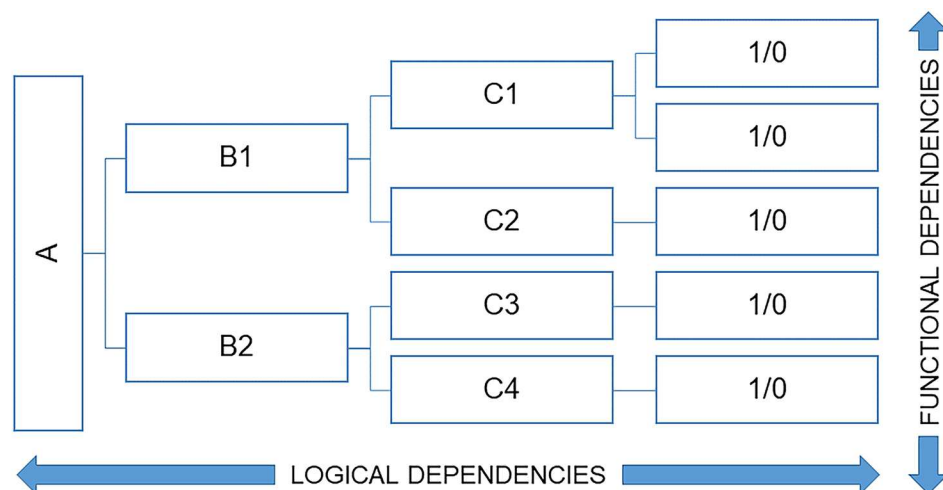 A
B1
B2
C1
C2
C3
C4
1/0
1/0
1/0
1/0
1/0
LOGICAL DEPENDENCIES
FUNCTIONAL DEPENDENCIES